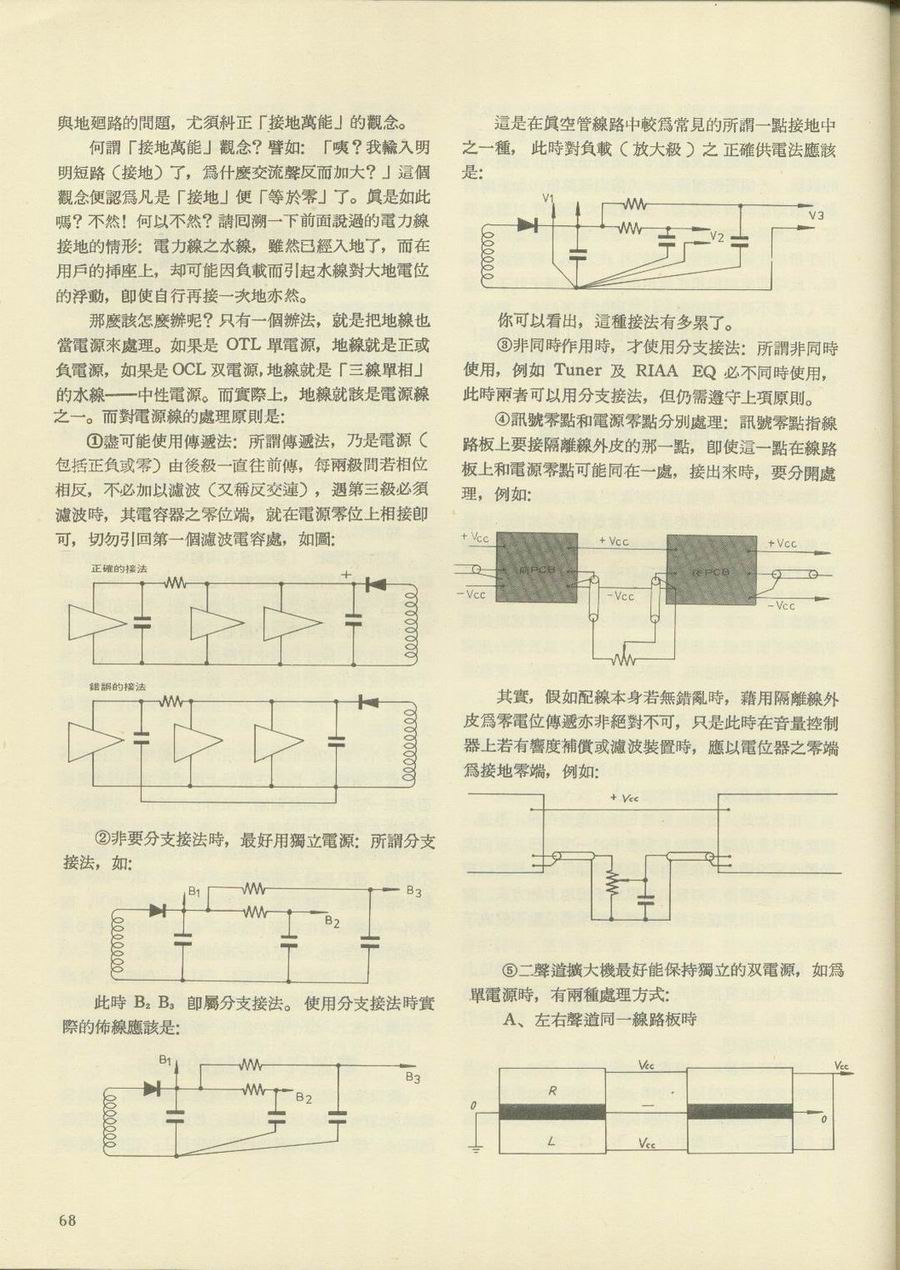 與地廻路的問題，尤須糾正「接地萬能」的觀念。
何謂「接地萬能」觀念？譬如：「咦？我輸入明
明短路（接地）了，爲什麼交流聲反而加大？」這個
觀念便認爲凡是「接地」便「等於零」了。眞是如此
嗎？不然！何以不然？請囘溯一下前面說過的電力線
接地的情形：電力線之水線，雖然已經入地了，而在
用戶的挿座上，却可能因負載而引起水線對大地電位
的浮動，卽使自行再接一次地亦然。
那麼該怎麼辦呢？只有一個辦法，就是把地線也
當電源來處理。如果是 OTL 單電源，地線就是正或
負電源，如果是OCL 双電源，地線就是「三線單相」
的水線——中性電源。而實際上，地線就該是電源線
之一。而對電源線的處理原則是：
①盡可能使用傳遞法：所謂傳遞法，乃是電源（
包括正負或零）由後級一直往前傳，每兩級間若相位
相反，不必加以濾波（又稱反交連），遇第三級必須
濾波時，其電容器之零位端，就在電源零位上相接卽
可，切勿引回第一個濾波電容處，如圖：
正確的接法
+
錯誤的接法
②非要分支接法時，最好用獨立電源：所謂分支
接法，如：
B1
B3
B2
此時 B₂ B₃ 卽屬分支接法。使用分支接法時實
際的佈線應該是：
B1
B3
B2
68
這是在眞空管線路中較爲常見的所謂一點接地中
之一種，此時對負載（放大級）之正確供電法應該
是：
V1
V3
V2
你可以看出，這種接法有多累了。
③非同時作用時，才使用分支接法：所謂非同時
使用，例如 Tuner 及 RIAA EQ 必不同時使用，
此時兩者可以用分支接法，但仍需遵守上項原則。
④訊號零點和電源零點分別處理：訊號零點指線
路板上要接隔離線外皮的那一點，卽使這一點在線路
板上和電源零點可能同在一處，接出來時，要分開處
理，例如：
+Vcc
+Vcc
+Vcc
前PCB
後PCB
-Vcc
-Vcc
-Vcc
其實，假如配線本身若無錯亂時，藉用隔離線外
皮爲零電位傳遞亦非絕對不可，只是此時在音量控制
器上若有響度補償或濾波裝置時，應以電位器之零端
爲接地零端，例如：
+Vcc
⑤二聲道擴大機最好能保持獨立的双電源，如爲
單電源時，有兩種處理方式：
A、左右聲道同一線路板時
Vcc
Vcc
R
0
0
L
Vcc